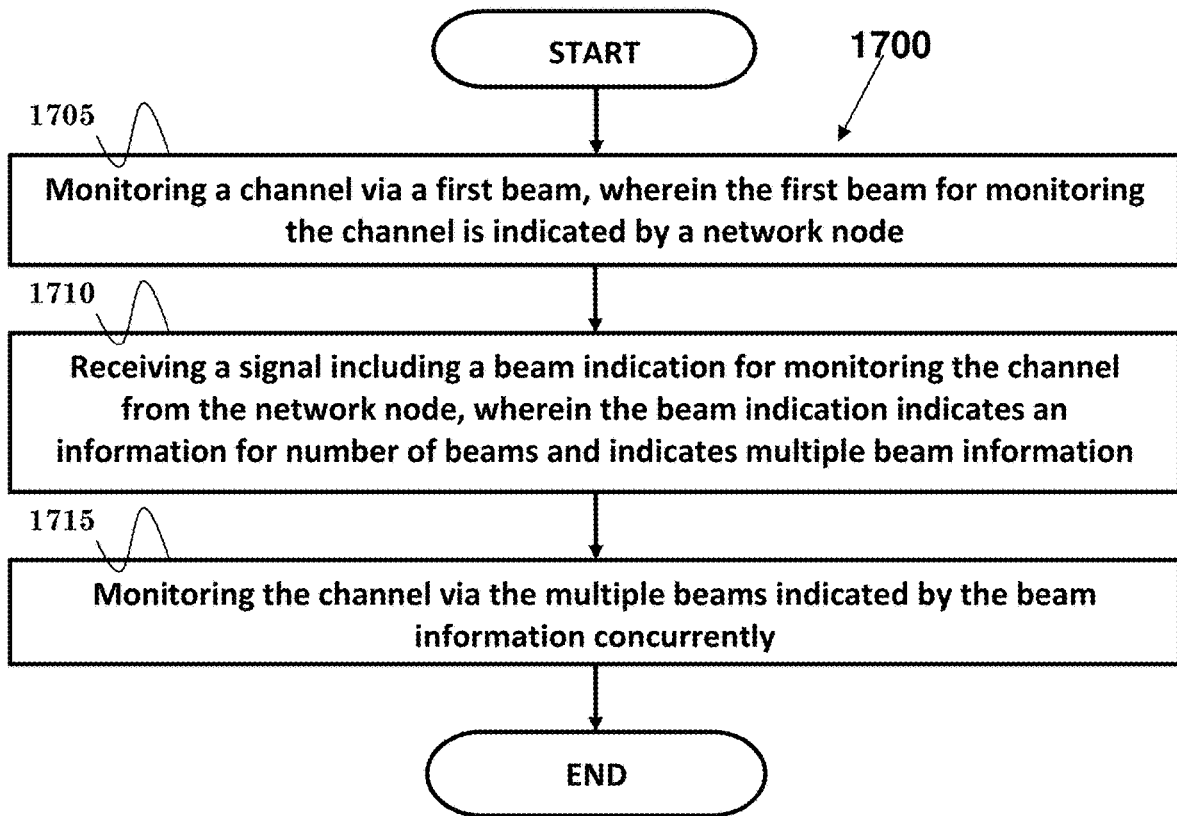 START
1700
1705
Monitoring a channel via a first beam, wherein the first beam for monitoring
the channel is indicated by a network node
1710
Receiving a signal including a beam indication for monitoring the channel
from the network node, wherein the beam indication indicates an
information for number of beams and indicates multiple beam information
1715
Monitoring the channel via the multiple beams indicated by the beam
information concurrently
END